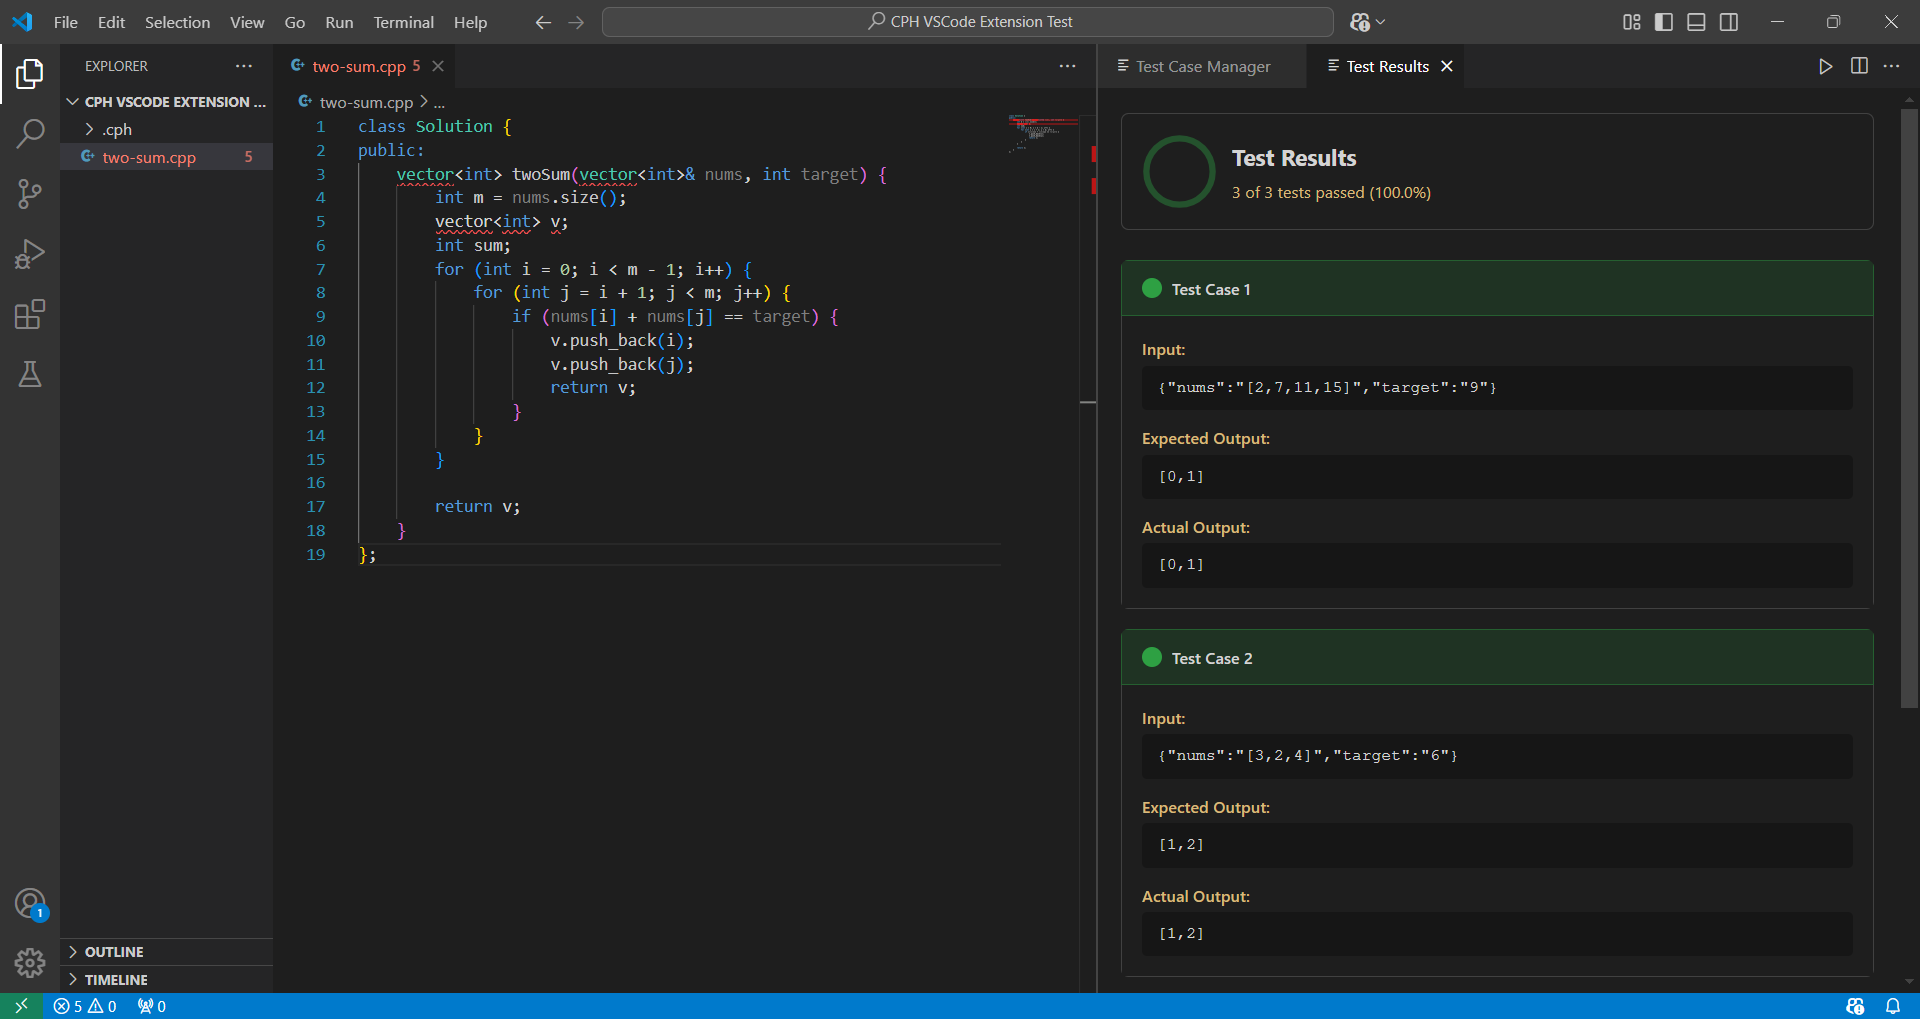 File Edit Selection View Go Run Terminal Help
CPH VSCode Extension Test
EXPLORER
CPH VSCODE EXTENSION ...
.cph
two-sum.cpp 5
OUTLINE
TIMELINE
two-sum.cpp 5
two-sum.cpp > ...
1 class Solution {
2 public:
3 vector<int> twoSum(vector<int>& nums, int target) {
4 int m = nums.size();
5 vector<int> v;
6 int sum;
7 for (int i = 0; i < m - 1; i++) {
8 for (int j = i + 1; j < m; j++) {
9 if (nums[i] + nums[j] == target) {
10 v.push_back(i);
11 v.push_back(j);
12 return v;
13 }
14 }
15 }
16
17 return v;
18 }
19 };
Test Case Manager
Test Results
Test Results
3 of 3 tests passed (100.0%)
Test Case 1
Input:
{"nums":"[2,7,11,15]","target":"9"}
Expected Output:
[0,1]
Actual Output:
[0,1]
Test Case 2
Input:
{"nums":"[3,2,4]","target":"6"}
Expected Output:
[1,2]
Actual Output:
[1,2]
1
5 0 0